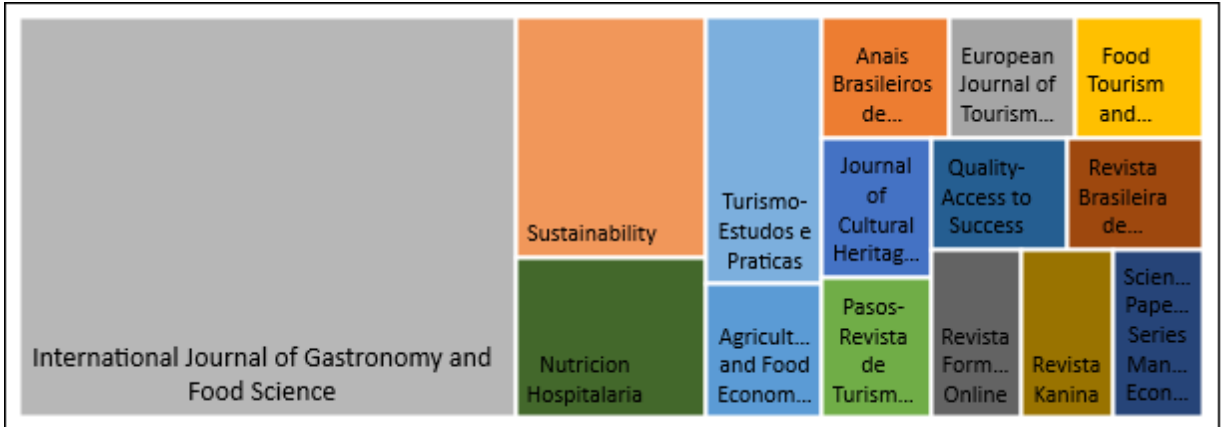 International Journal of Gastronomy and
Food Science
Sustainability
Nutricion
Hospitalaria
Turismo-
Estudos e
Praticas
Agricult...
and Food
Econom...
Anais
Brasileiros
de...
European
Journal of
Tourism...
Food
Tourism
and...
Journal
of
Cultural
Heritag...
Quality-
Access to
Success
Revista
Brasileira
de...
Pasos-
Revista
de
Turism...
Revista
Form...
Online
Revista
Kanina
Scien...
Pape...
Series
Man...
Econ...